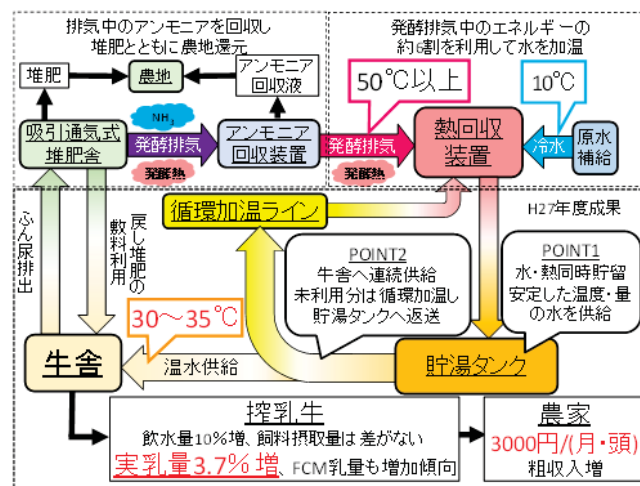 排気中のアンモニアを回収し
堆肥とともに農地還元
堆肥
農地
アンモニア
回収液
吸引通気式
堆肥舎
NH₃
発酵排気
発酵熱
アンモニア
回収装置
発酵排気中のエネルギーの
約6割を利用して水を加温
50℃以上
10℃
発酵排気
発酵熱
熱回収
装置
冷水
原水
補給
ふん尿排出
戻し堆肥の
敷料利用
循環加温ライン
H27年度成果
POINT2
牛舎へ連続供給
未利用分は循環加温し
貯湯タンクへ返送
POINT1
水・熱同時貯留
安定した温度・量
の水を供給
30～35℃
牛舎
温水供給
貯湯タンク
搾乳牛
飲水量10％増、飼料摂取量は差がない
実乳量3.7％増、FCM乳量も増加傾向
農家
3000円/(月・頭)
粗収入増